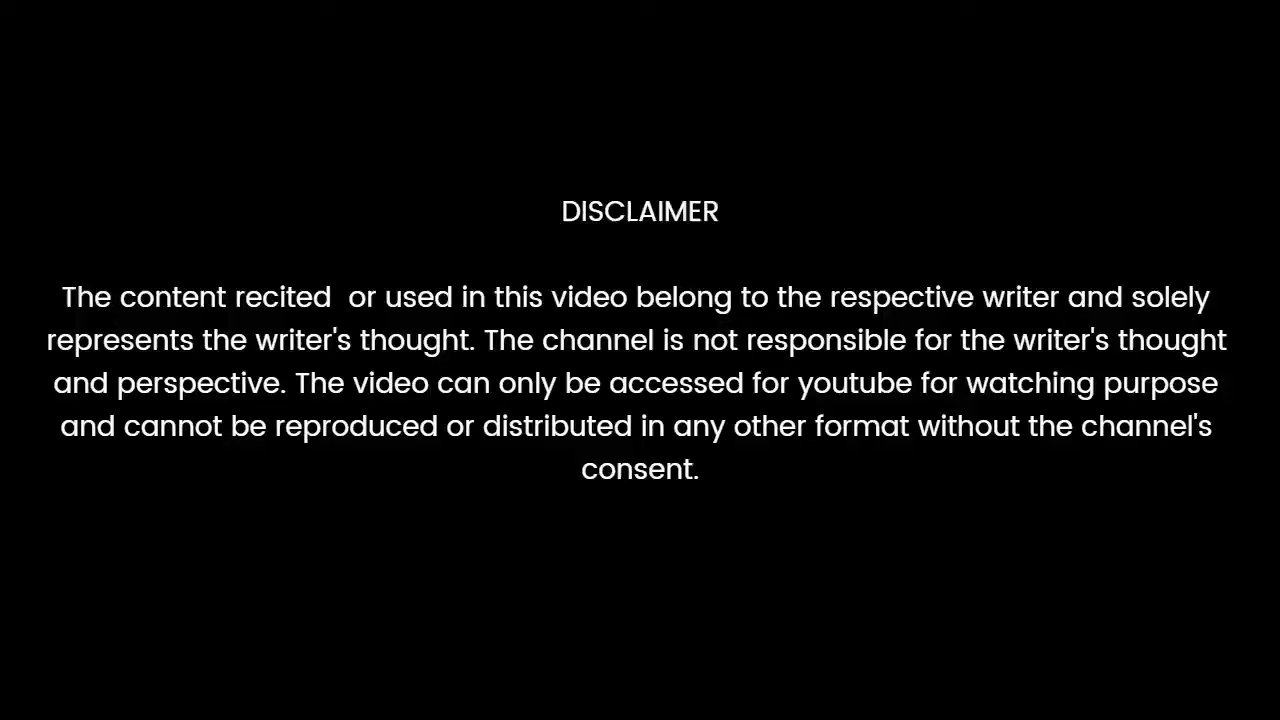 DISCLAIMER
The content recited  or used in this video belong to the respective writer and solely
represents the writer's thought. The channel is not responsible for the writer's thought
and perspective. The video can only be accessed for youtube for watching purpose
and cannot be reproduced or distributed in any other format without the channel's
consent.